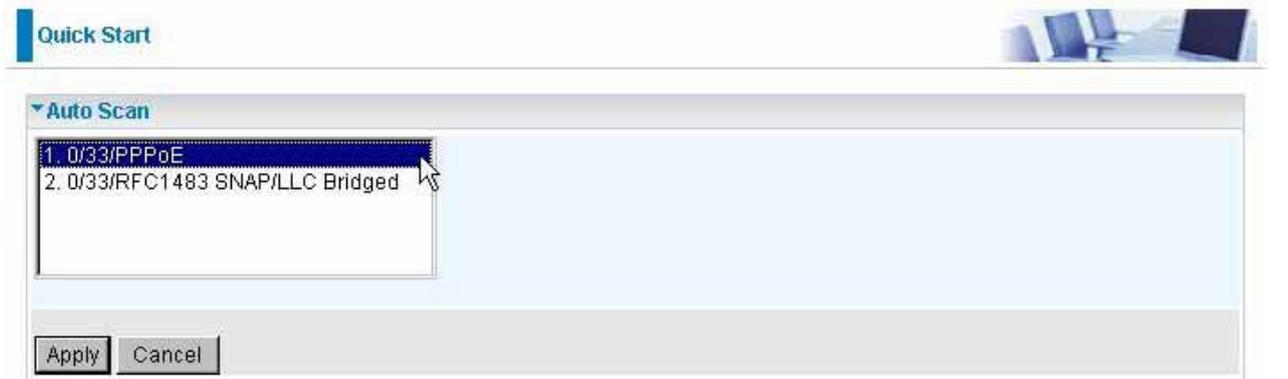 Quick Start
Auto Scan
1. 0/33/PPPoE
2. 0/33/RFC1483 SNAP/LLC Bridged
Apply Cancel